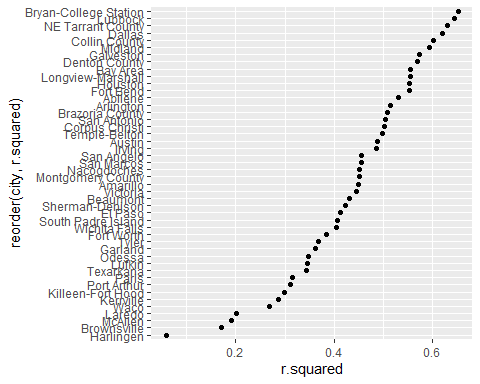 Bryan-College Station
Lubbock
NE Tarrant County
Dallas
Collin County
Midland
Galveston
Denton County
Bay Area
Longview-Marshall
Houston
Fort Bend
Abilene
Arlington
Brazoria County
San Antonio
Corpus Christi
Temple-Belton
Austin
Irving
San Angelo
San Marcos
Nacogdoches
Montgomery County
Amarillo
Victoria
Beaumont
Sherman-Denison
El Paso
South Padre Island
Wichita Falls
Fort Worth
Tyler
Garland
Odessa
Lufkin
Texarkana
Paris
Port Arthur
Killeen-Fort Hood
Kerrville
Waco
Laredo
McAllen
Brownsville
Harlingen
reorder(city, r.squared)
0.2 0.4 0.6
r.squared